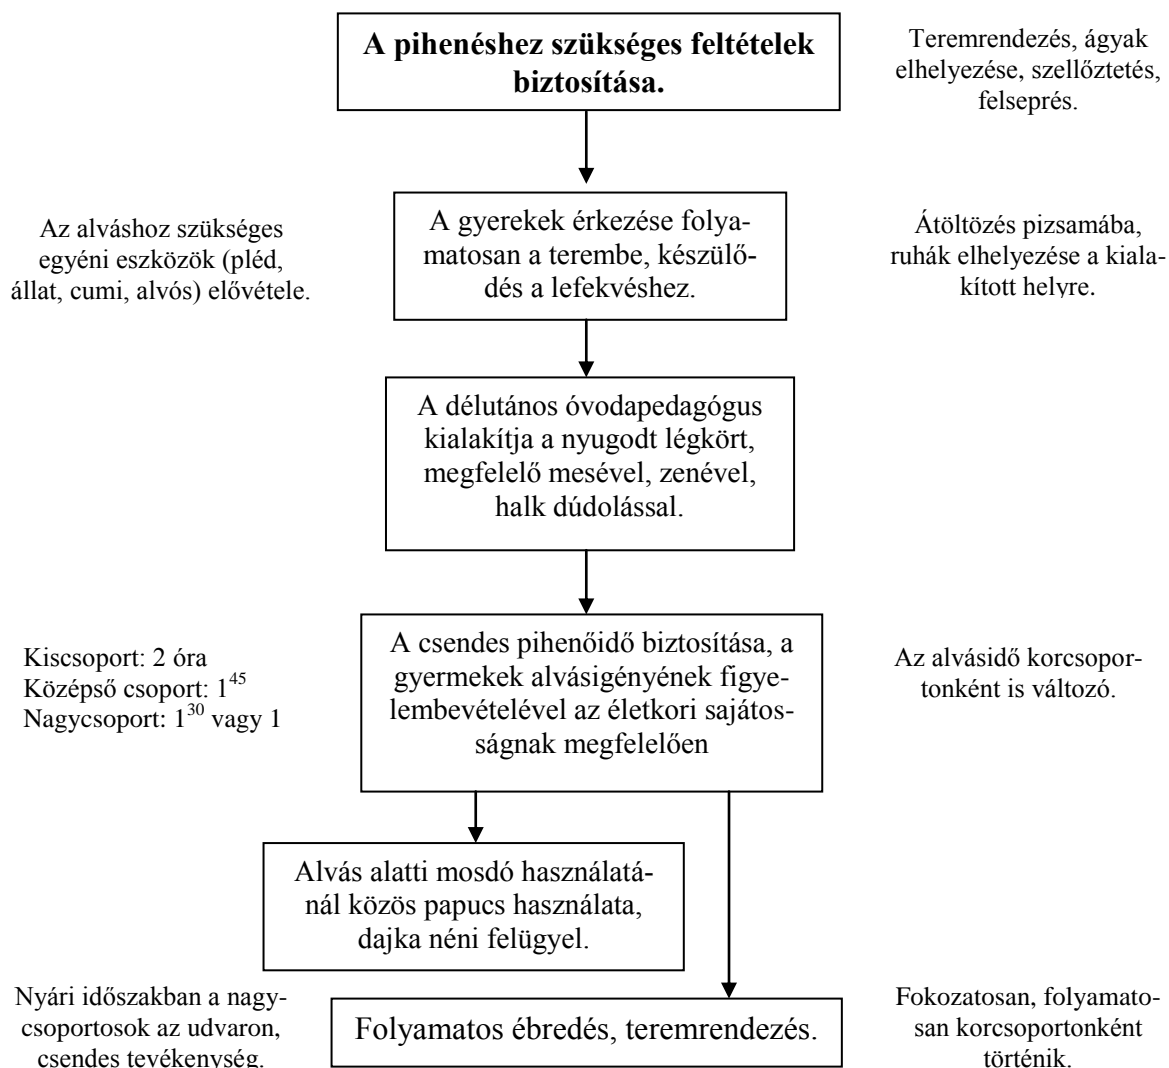 A pihenéshez szükséges feltételek
biztosítása.
Teremrendezés, ágyak
elhelyezése, szellőztetés,
felseprés.
Az alváshoz szükséges
egyéni eszközök (pléd,
állat, cumi, alvós) elővétele.
A gyerekek érkezése folya-
matosan a terembe, készülő-
dés a lefekvéshez.
Átöltözés pizsamába,
ruhák elhelyezése a kiala-
kított helyre.
A délutános óvodapedagógus
kialakítja a nyugodt légkört,
megfelelő mesével, zenével,
halk dúdolással.
Kiscsoport: 2 óra
Középső csoport: 1⁴⁵
Nagycsoport: 1³⁰ vagy 1
A csendes pihenőidő biztosítása, a
gyermekek alvásigényének figye-
lembevételével az életkori sajátos-
ságnak megfelelően
Az alvásidő korcsopor-
tonként is változó.
Alvás alatti mosdó használatá-
nál közös papucs használata,
dajka néni felügyel.
Nyári időszakban a nagy-
csoportosok az udvaron,
csendes tevékenység.
Folyamatos ébredés, teremrendezés.
Fokozatosan, folyamato-
san korcsoportonként
történik.